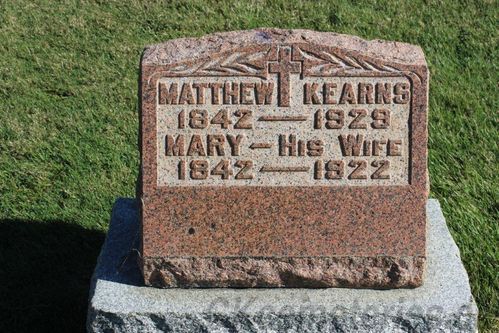 MATTHEW KEARNS
1842 — 1929
MARY — HIS WIFE
1842 — 1922